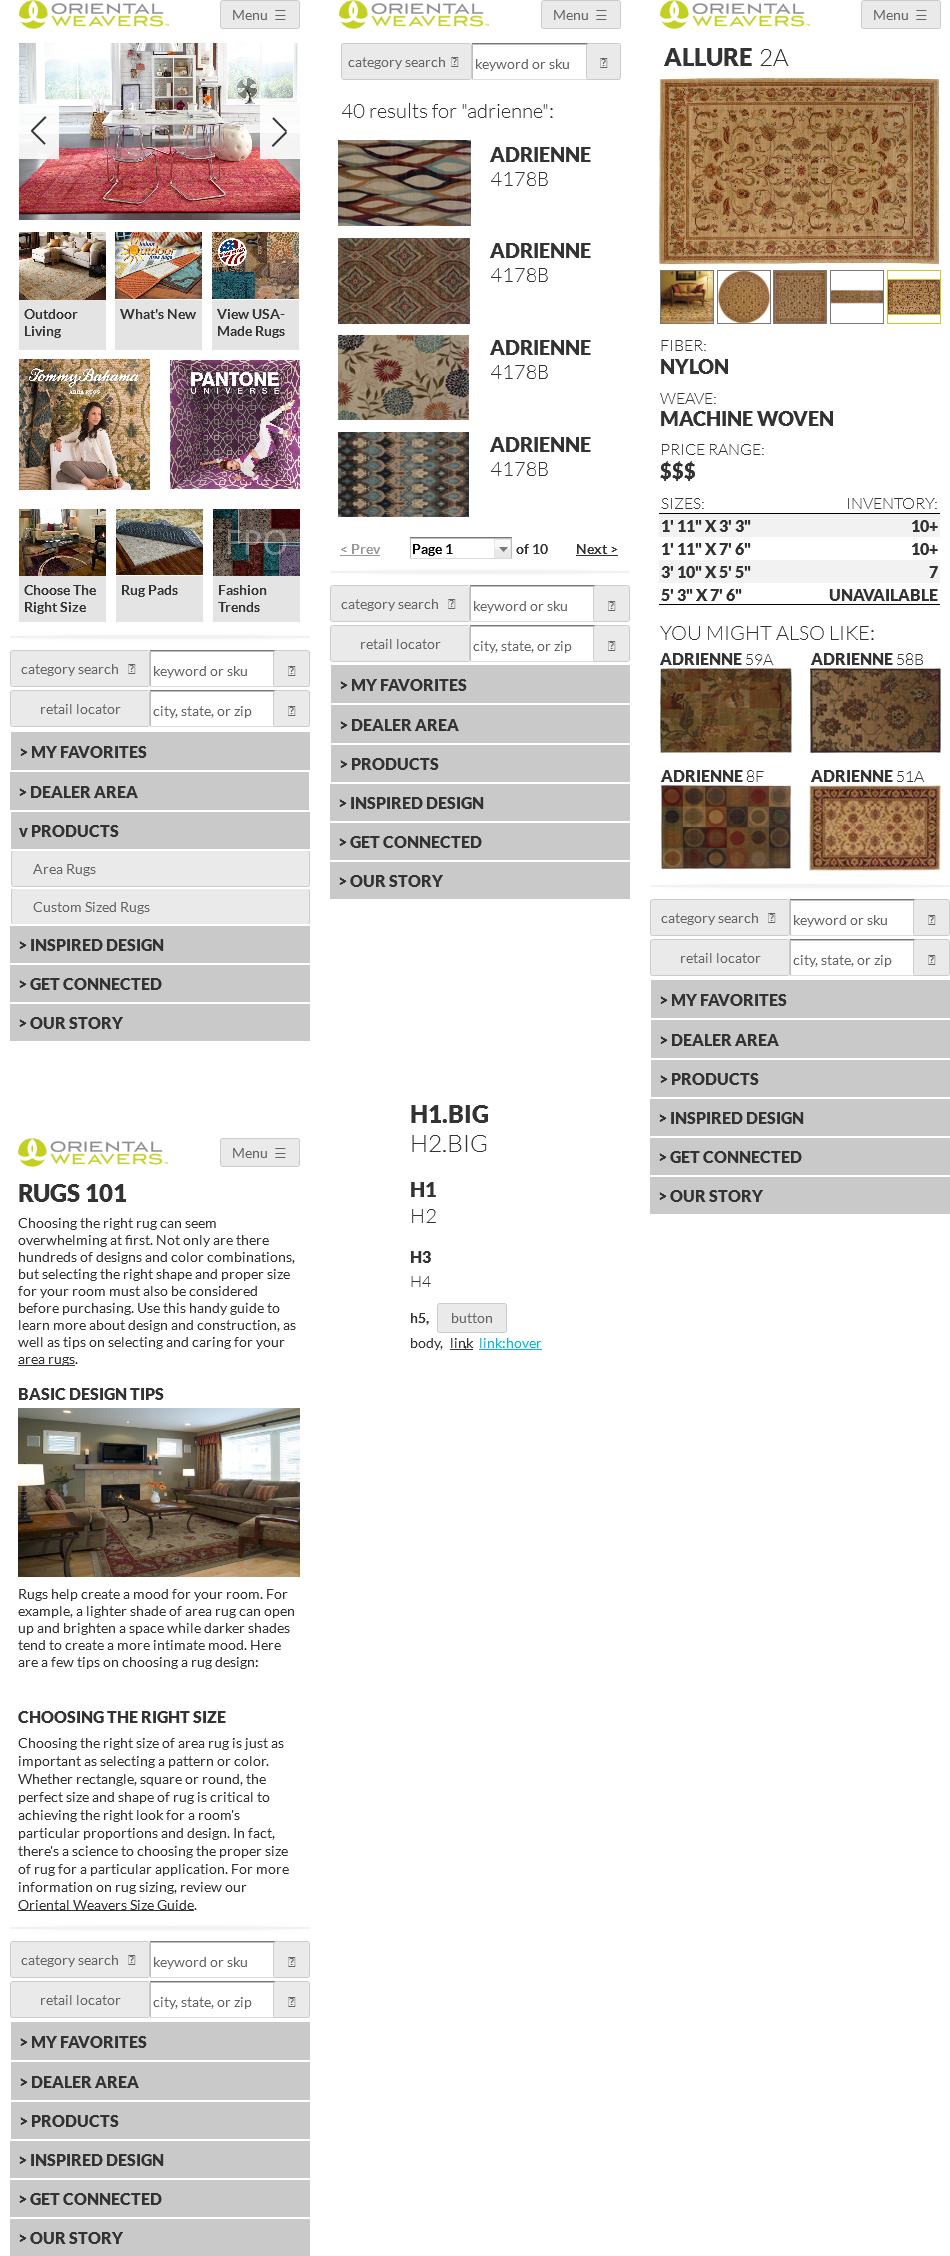 ORIENTAL
WEAVERS
Menu ☰
Outdoor
area rugs
Outdoor
Living
What's New
View USA-
Made Rugs
Tommy Bahama
AREA RUGS
PANTONE
UNIVERSE
FPO
Choose The
Right Size
Rug Pads
Fashion
Trends
category search
keyword or sku
retail locator
city, state, or zip
> MY FAVORITES
> DEALER AREA
v PRODUCTS
Area Rugs
Custom Sized Rugs
> INSPIRED DESIGN
> GET CONNECTED
> OUR STORY
ORIENTAL
WEAVERS
Menu ☰
category search
keyword or sku
40 results for "adrienne":
ADRIENNE
4178B
ADRIENNE
4178B
ADRIENNE
4178B
ADRIENNE
4178B
< Prev
Page 1
of 10
Next >
category search
keyword or sku
retail locator
city, state, or zip
> MY FAVORITES
> DEALER AREA
> PRODUCTS
> INSPIRED DESIGN
> GET CONNECTED
> OUR STORY
ORIENTAL
WEAVERS
Menu ☰
ALLURE 2A
FIBER:
NYLON
WEAVE:
MACHINE WOVEN
PRICE RANGE:
$$$
SIZES: INVENTORY:
1' 11" X 3' 3" 10+
1' 11" X 7' 6" 10+
3' 10" X 5' 5" 7
5' 3" X 7' 6" UNAVAILABLE
YOU MIGHT ALSO LIKE:
ADRIENNE 59A
ADRIENNE 58B
ADRIENNE 8F
ADRIENNE 51A
category search
keyword or sku
retail locator
city, state, or zip
> MY FAVORITES
> DEALER AREA
> PRODUCTS
> INSPIRED DESIGN
> GET CONNECTED
> OUR STORY
ORIENTAL
WEAVERS
Menu ☰
RUGS 101
Choosing the right rug can seem
overwhelming at first. Not only are there
hundreds of designs and color combinations,
but selecting the right shape and proper size
for your room must also be considered
before purchasing. Use this handy guide to
learn more about design and construction, as
well as tips on selecting and caring for your
area rugs.
BASIC DESIGN TIPS
Rugs help create a mood for your room. For
example, a lighter shade of area rug can open
up and brighten a space while darker shades
tend to create a more intimate mood. Here
are a few tips on choosing a rug design:
CHOOSING THE RIGHT SIZE
Choosing the right size of area rug is just as
important as selecting a pattern or color.
Whether rectangle, square or round, the
perfect size and shape of rug is critical to
achieving the right look for a room's
particular proportions and design. In fact,
there's a science to choosing the proper size
of rug for a particular application. For more
information on rug sizing, review our
Oriental Weavers Size Guide.
category search
keyword or sku
retail locator
city, state, or zip
> MY FAVORITES
> DEALER AREA
> PRODUCTS
> INSPIRED DESIGN
> GET CONNECTED
> OUR STORY
H1.BIG
H2.BIG
H1
H2
H3
H4
h5, button
body, link, link:hover